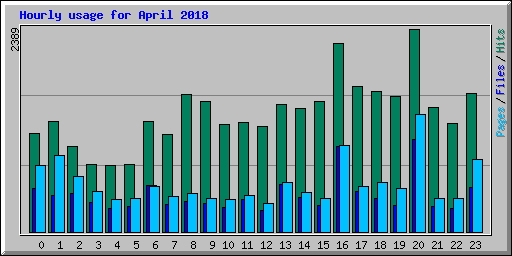 Hourly usage for April 2018
2389
Pages / Files / Hits
0 1 2 3 4 5 6 7 8 9 10 11 12 13 14 15 16 17 18 19 20 21 22 23